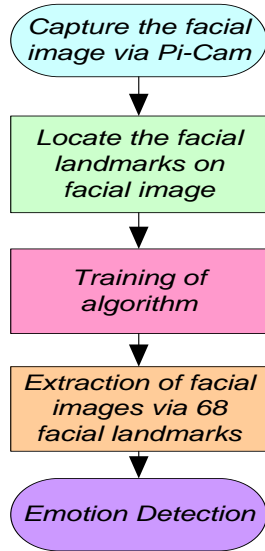 Capture the facial
image via Pi-Cam
Locate the facial
landmarks on
facial image
Training of
algorithm
Extraction of facial
images via 68
facial landmarks
Emotion Detection